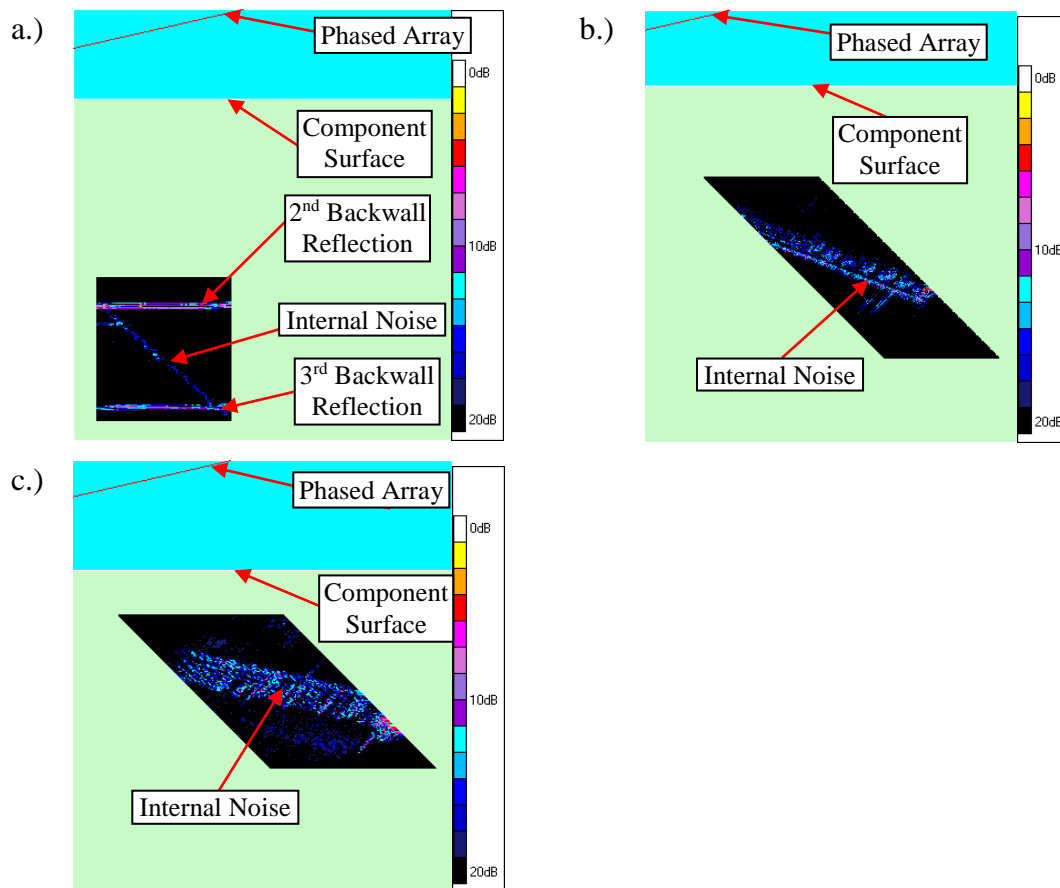 a.)
Phased Array
0dB
Component
Surface
2nd Backwall
Reflection
10dB
Internal Noise
3rd Backwall
Reflection
20dB
b.)
Phased Array
0dB
Component
Surface
10dB
Internal Noise
20dB
c.)
Phased Array
0dB
Component
Surface
10dB
Internal Noise
20dB